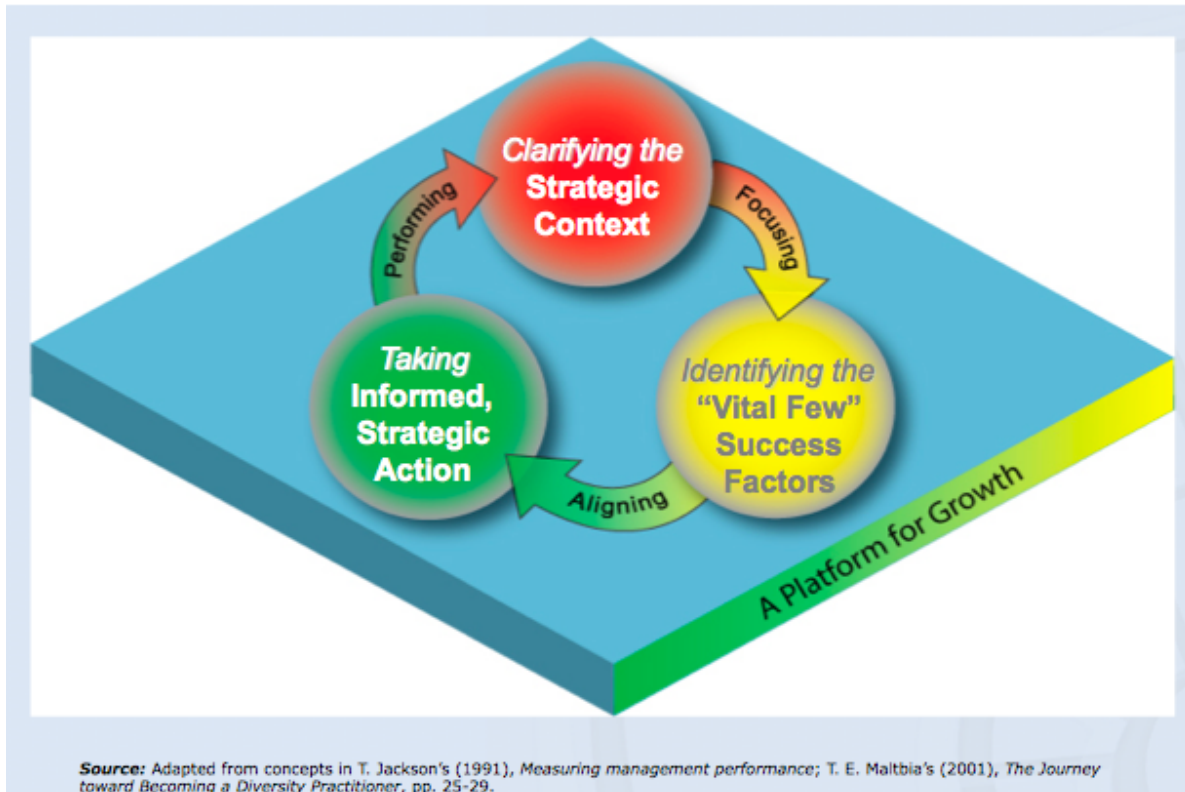 Clarifying the
Strategic
Context
Performing
Focusing
Taking
Informed,
Strategic
Action
Identifying the
“Vital Few”
Success
Factors
Aligning
A Platform for Growth
Source: Adapted from concepts in T. Jackson's (1991), Measuring management performance; T. E. Maltbia's (2001), The Journey
toward Becoming a Diversity Practitioner, pp. 25-29.